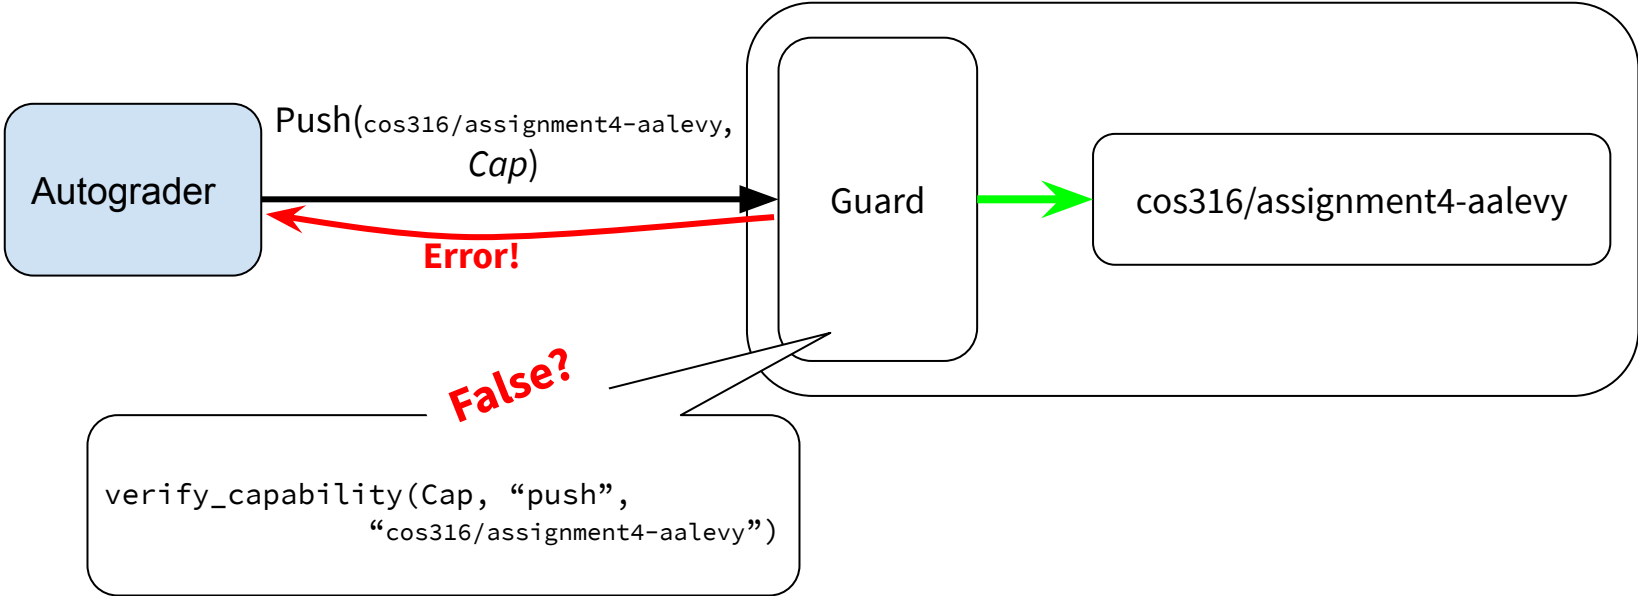 Push(cos316/assignment4-aalevy,
Cap)
Autograder
Guard
cos316/assignment4-aalevy
Error!
False?
verify_capability(Cap, “push”,
“cos316/assignment4-aalevy”)